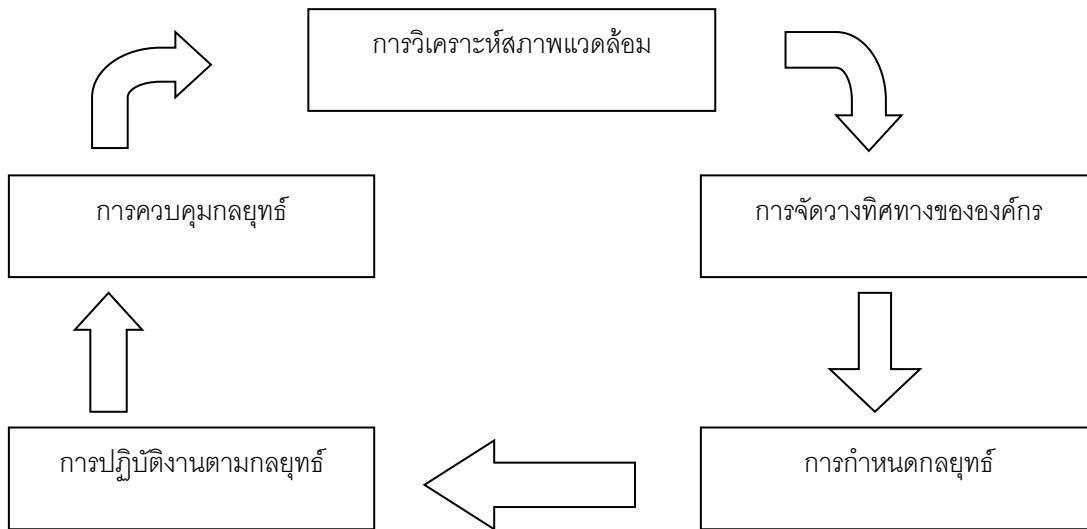 การวิเคราะห์สภาพแวดล้อม
การควบคุมกลยุทธ์
การจัดวางทิศทางขององค์กร
การปฏิบัติงานตามกลยุทธ์
การกำหนดกลยุทธ์